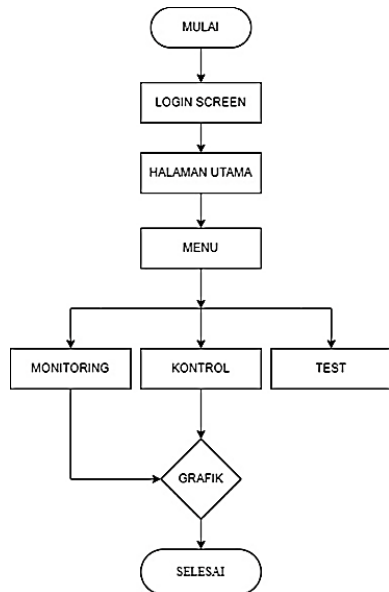 MULAI
LOGIN SCREEN
HALAMAN UTAMA
MENU
MONITORING
KONTROL
TEST
GRAFIK
SELESAI